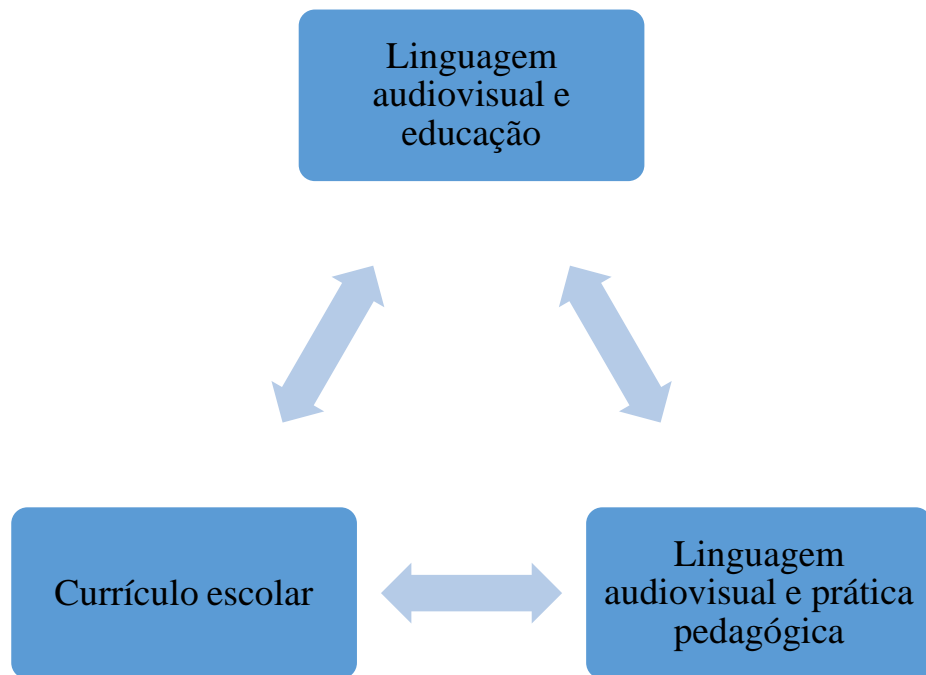 Linguagem
audiovisual e
educação
Currículo escolar
Linguagem
audiovisual e prática
pedagógica